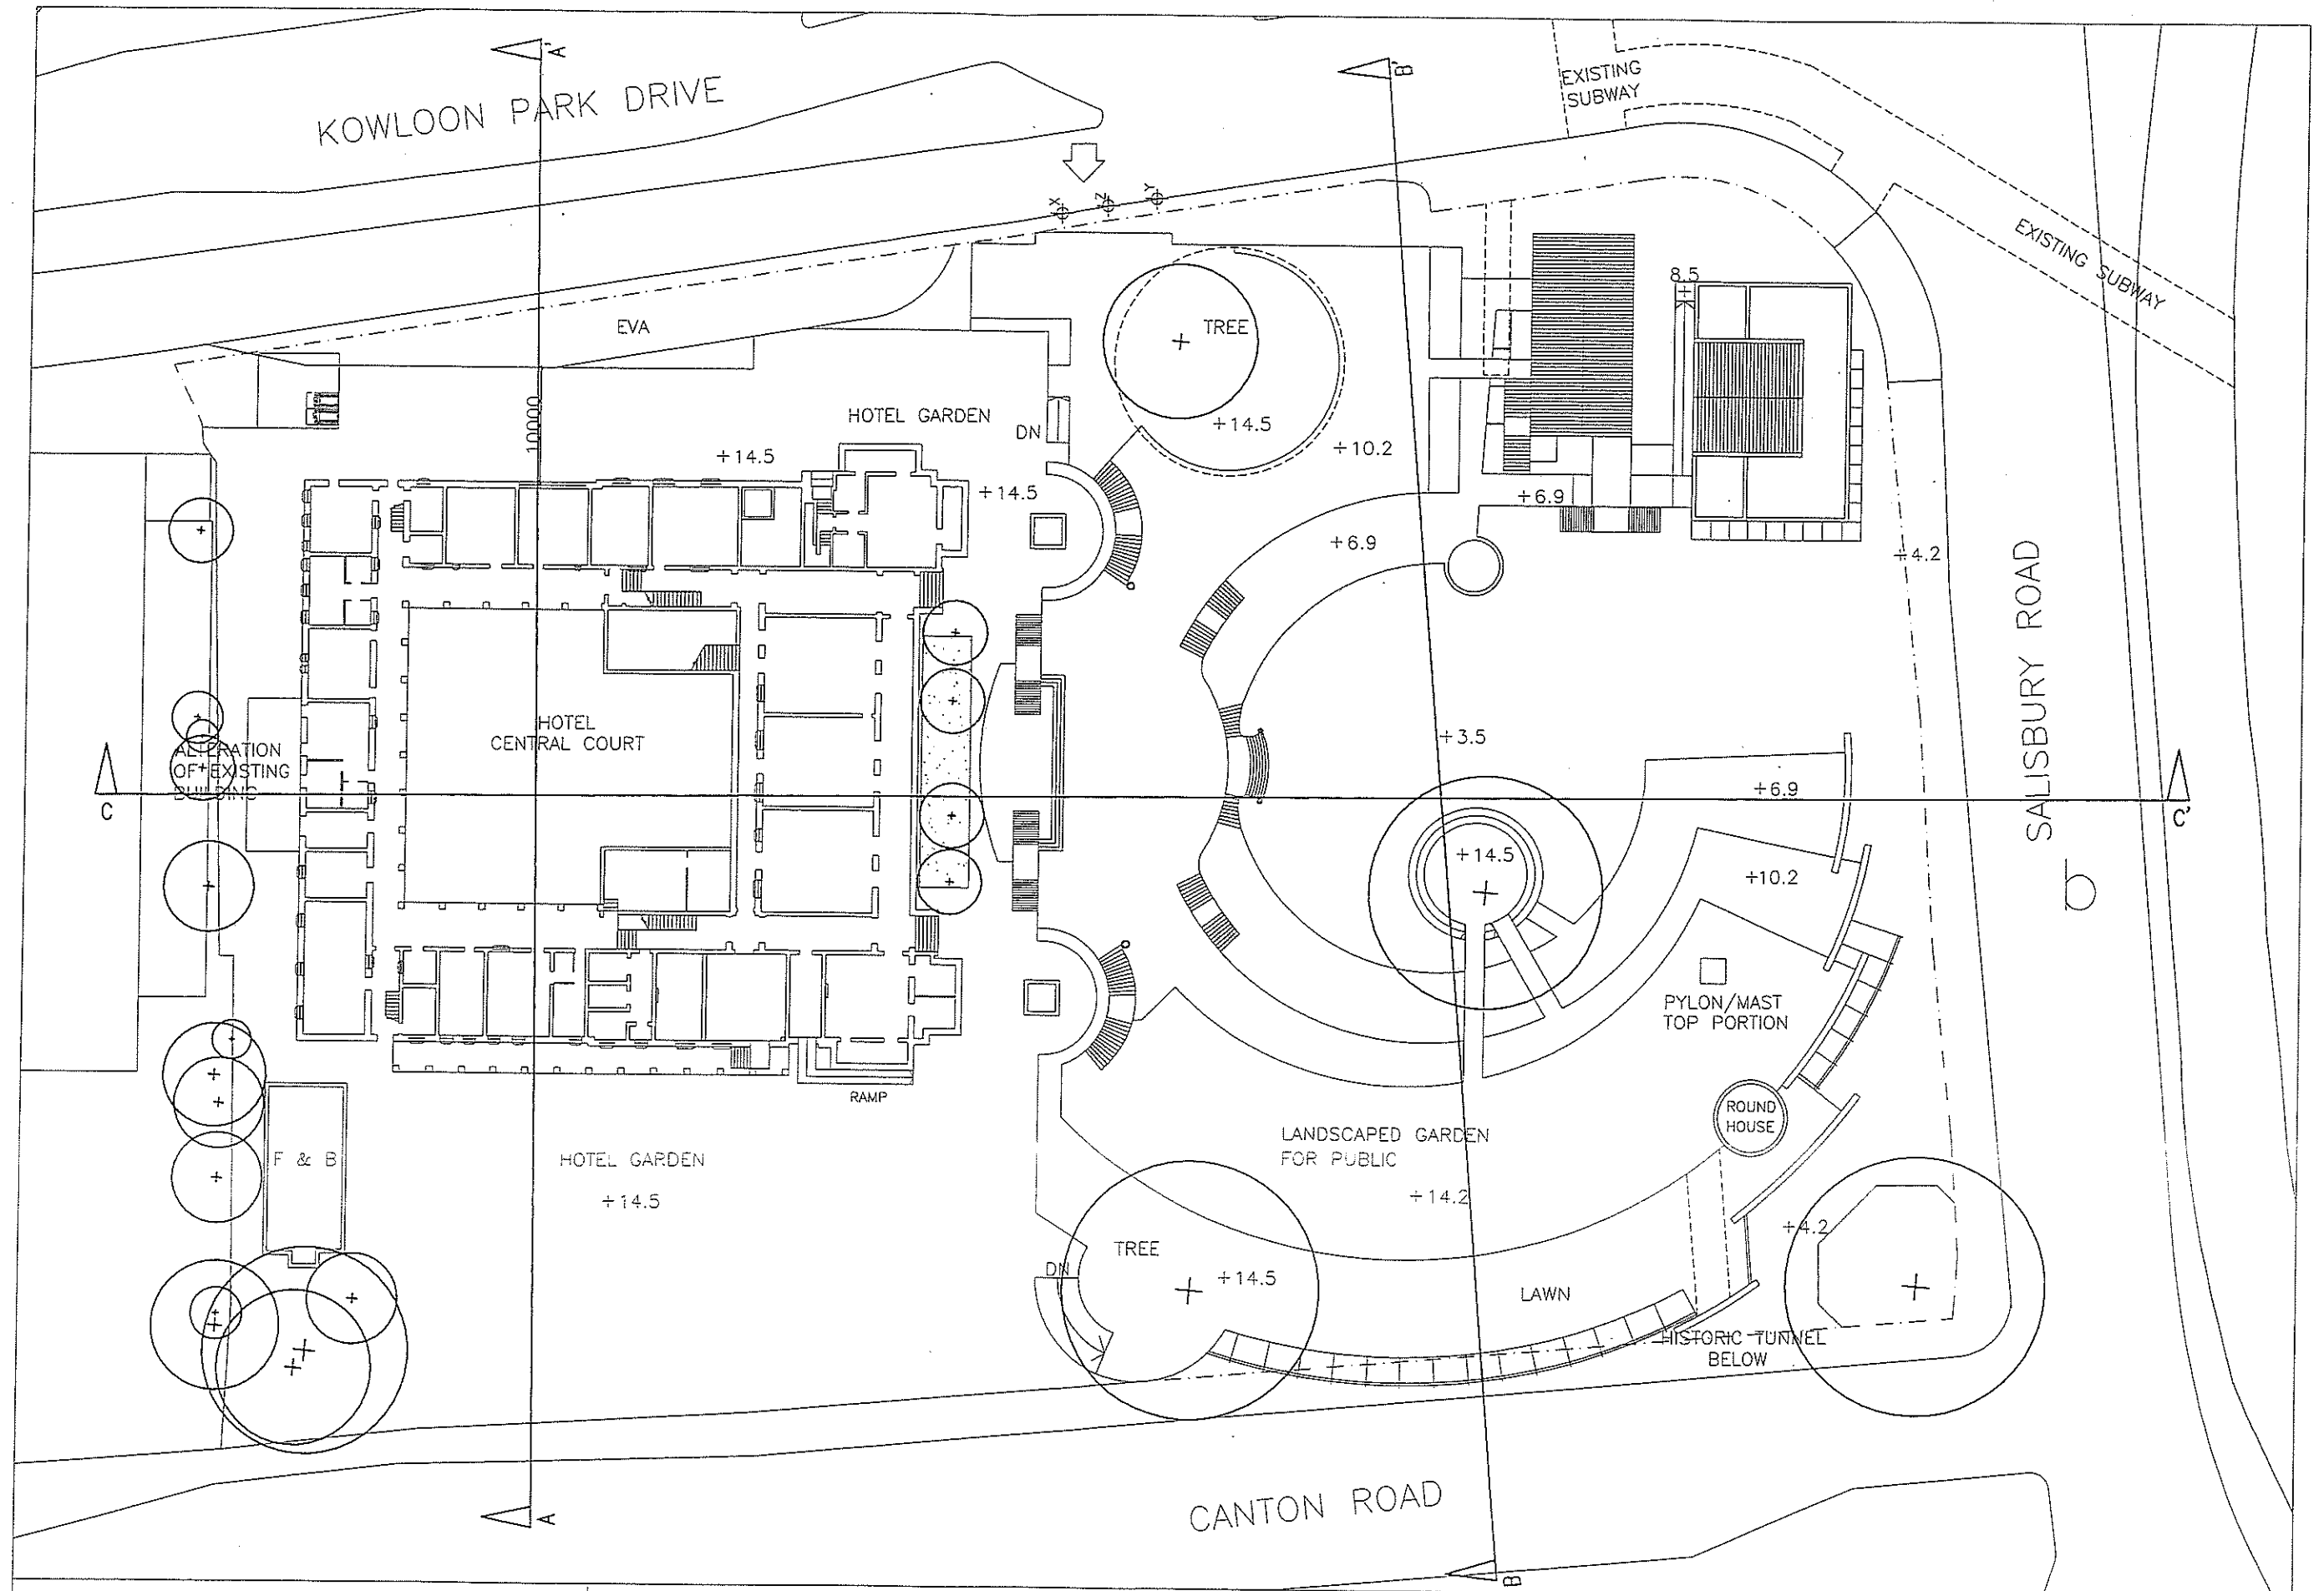 A'
B'
EXISTING
SUBWAY
KOWLOON PARK DRIVE
X
Z
Y
EXISTING SUBWAY
8.5
EVA
TREE
10000
HOTEL GARDEN
DN
+14.5
+14.5
+10.2
+14.5
+6.9
+6.9
+4.2
SALISBURY ROAD
HOTEL
CENTRAL COURT
+3.5
ALTERATION
OF EXISTING
BUILDING
+6.9
C
C'
+14.5
+10.2
PYLON/MAST
TOP PORTION
RAMP
ROUND
HOUSE
LANDSCAPED GARDEN
FOR PUBLIC
+14.2
F & B
HOTEL GARDEN
+14.5
+4.2
TREE
DN
+14.5
LAWN
HISTORIC TUNNEL
BELOW
CANTON ROAD
A
B